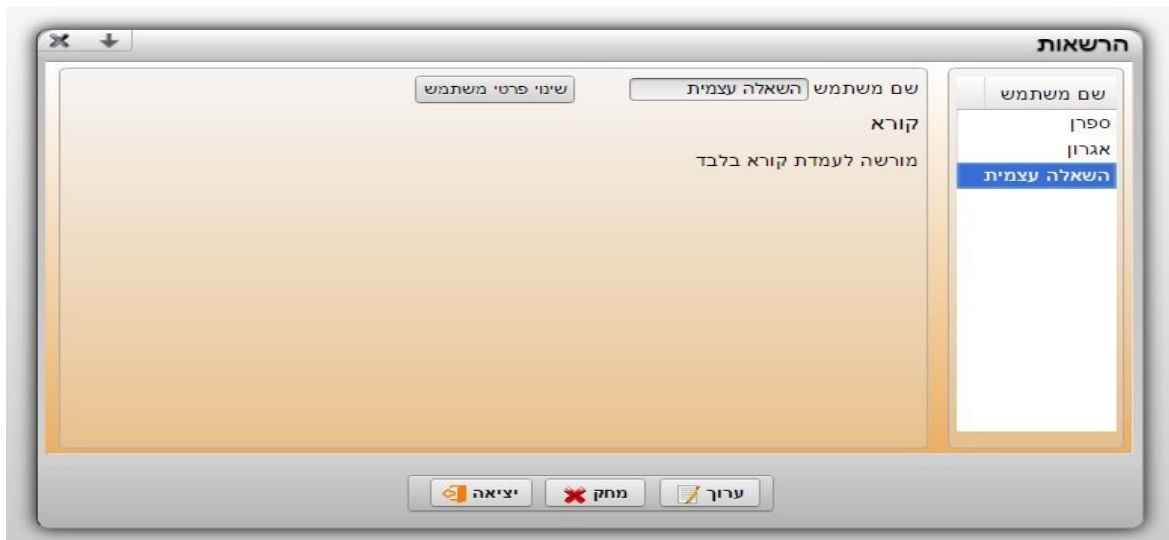 הרשאות
שם משתמש
ספרן
אגרון
השאלה עצמית
שם משתמש השאלה עצמית שינוי פרטי משתמש
קורא
מורשה לעמדת קורא בלבד
ערוך מחק יציאה